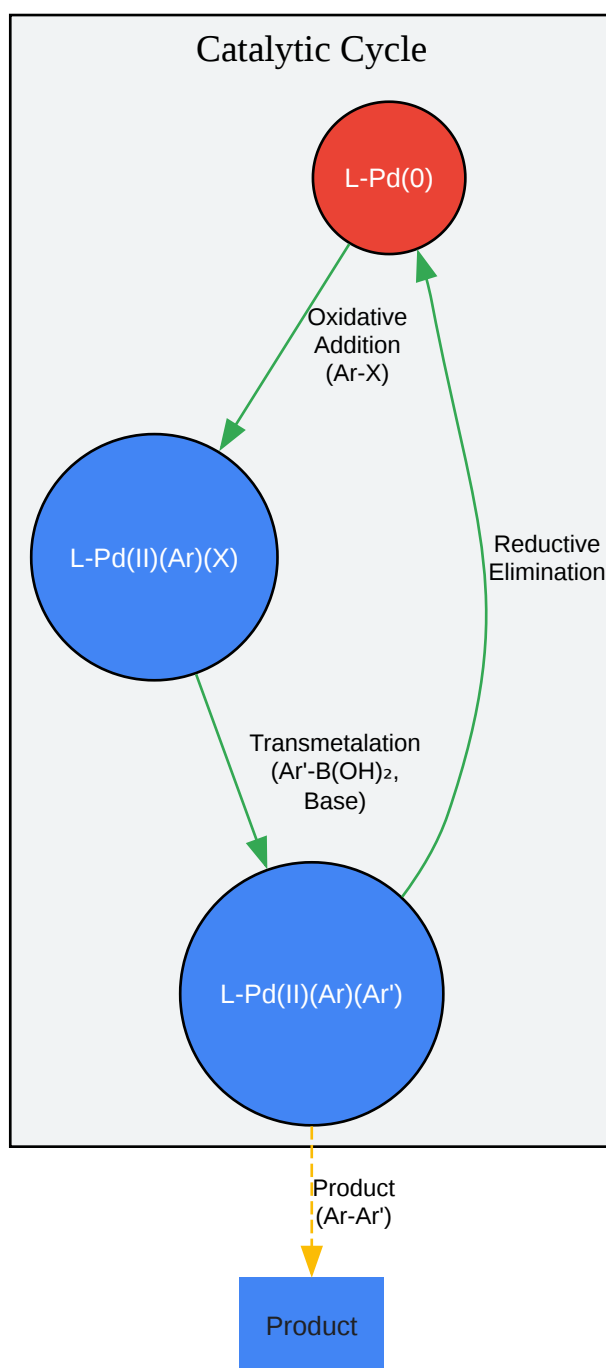 Catalytic Cycle
L-Pd(0)
Oxidative
Addition
(Ar-X)
L-Pd(II)(Ar)(X)
Reductive
Elimination
Transmetalation
(Ar'-B(OH)₂,
Base)
L-Pd(II)(Ar)(Ar')
Product
(Ar-Ar')
Product